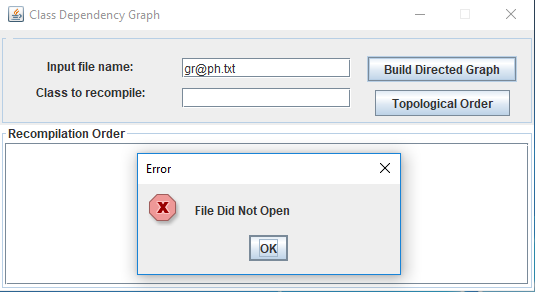 Class Dependency Graph
Input file name: gr@ph.txt Build Directed Graph
Class to recompile: Topological Order
Recompilation Order
Error
X
File Did Not Open
OK